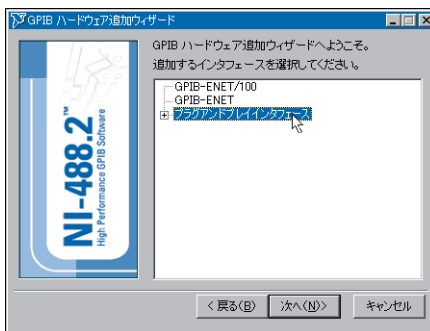 GPIB ハードウェア追加ウィザード
GPIB ハードウェア追加ウィザードへようこそ。
追加するインタフェースを選択してください。
GPIB-ENET/100
GPIB-ENET
プラグアンドプレイインタフェース
NI-488.2™
High Performance GPIB Software
< 戻る(B)
次へ(N)>
キャンセル